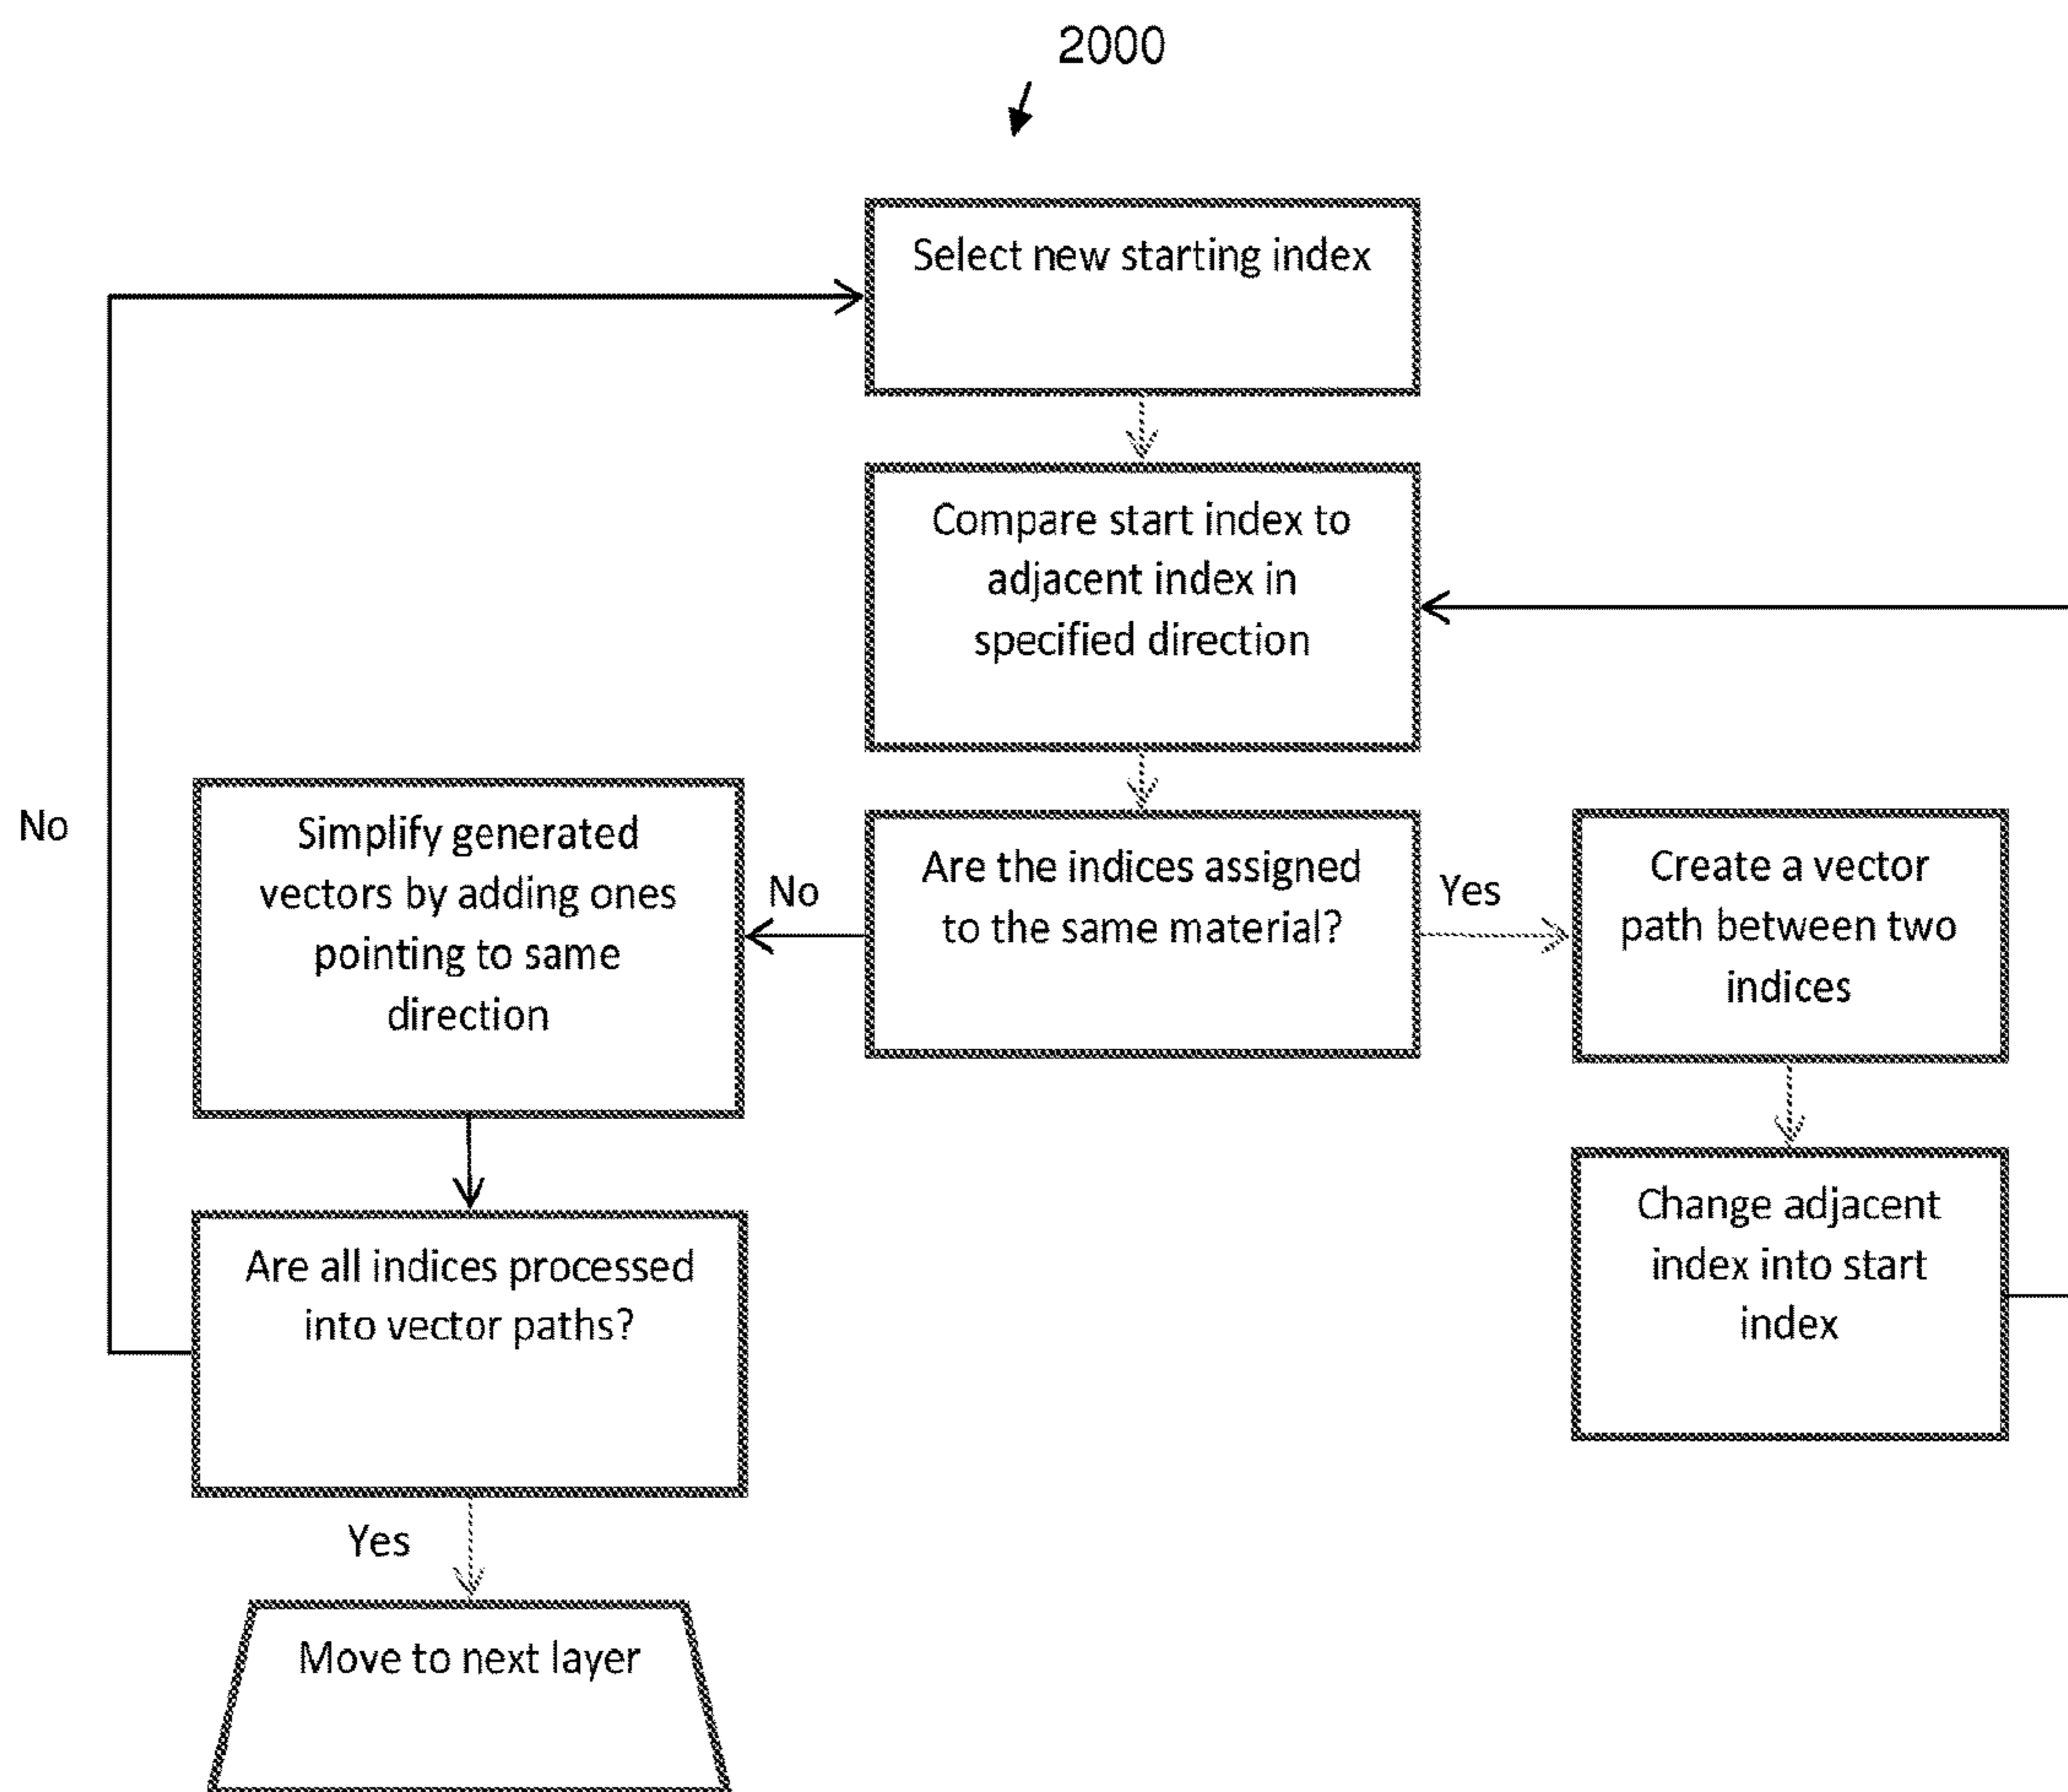 2000
Select new starting index
Compare start index to
adjacent index in
specified direction
No
Simplify generated
vectors by adding ones
pointing to same
direction
No
Are the indices assigned
to the same material?
Yes
Create a vector
path between two
indices
Are all indices processed
into vector paths?
Change adjacent
index into start
index
Yes
Move to next layer